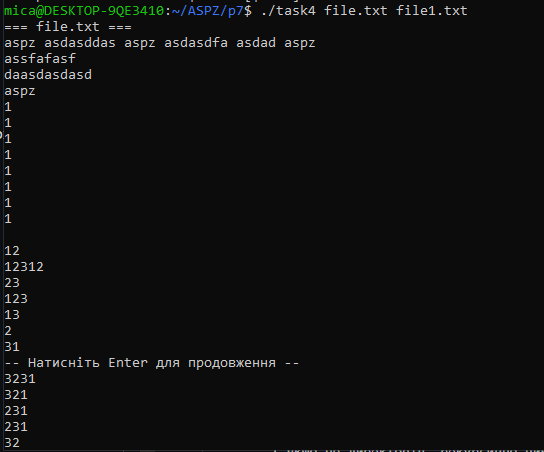 mica@DESKTOP-9QE3410:~/ASPZ/p7$ ./task4 file.txt file1.txt
=== file.txt ===
aspz asdasddas aspz asdasdfa asdad aspz
assfafasf
daasdasdasd
aspz
1
1
1
1
1
1
1
1

12
12312
23
123
13
2
31
-- Натисніть Enter для продовження --
3231
321
231
231
32